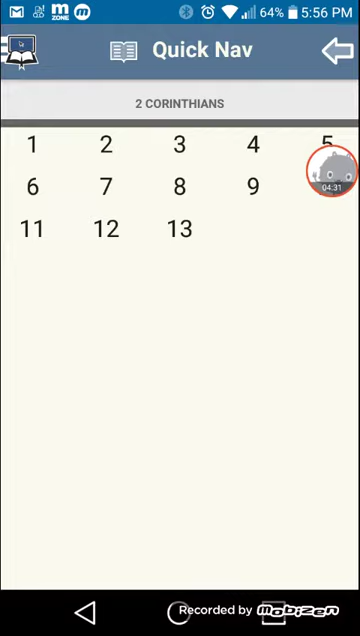 m ZONE m 64% 5:56 PM
Quick Nav
2 CORINTHIANS
1 2 3 4 5
6 7 8 9
04:31
11 12 13
Recorded by mobizen